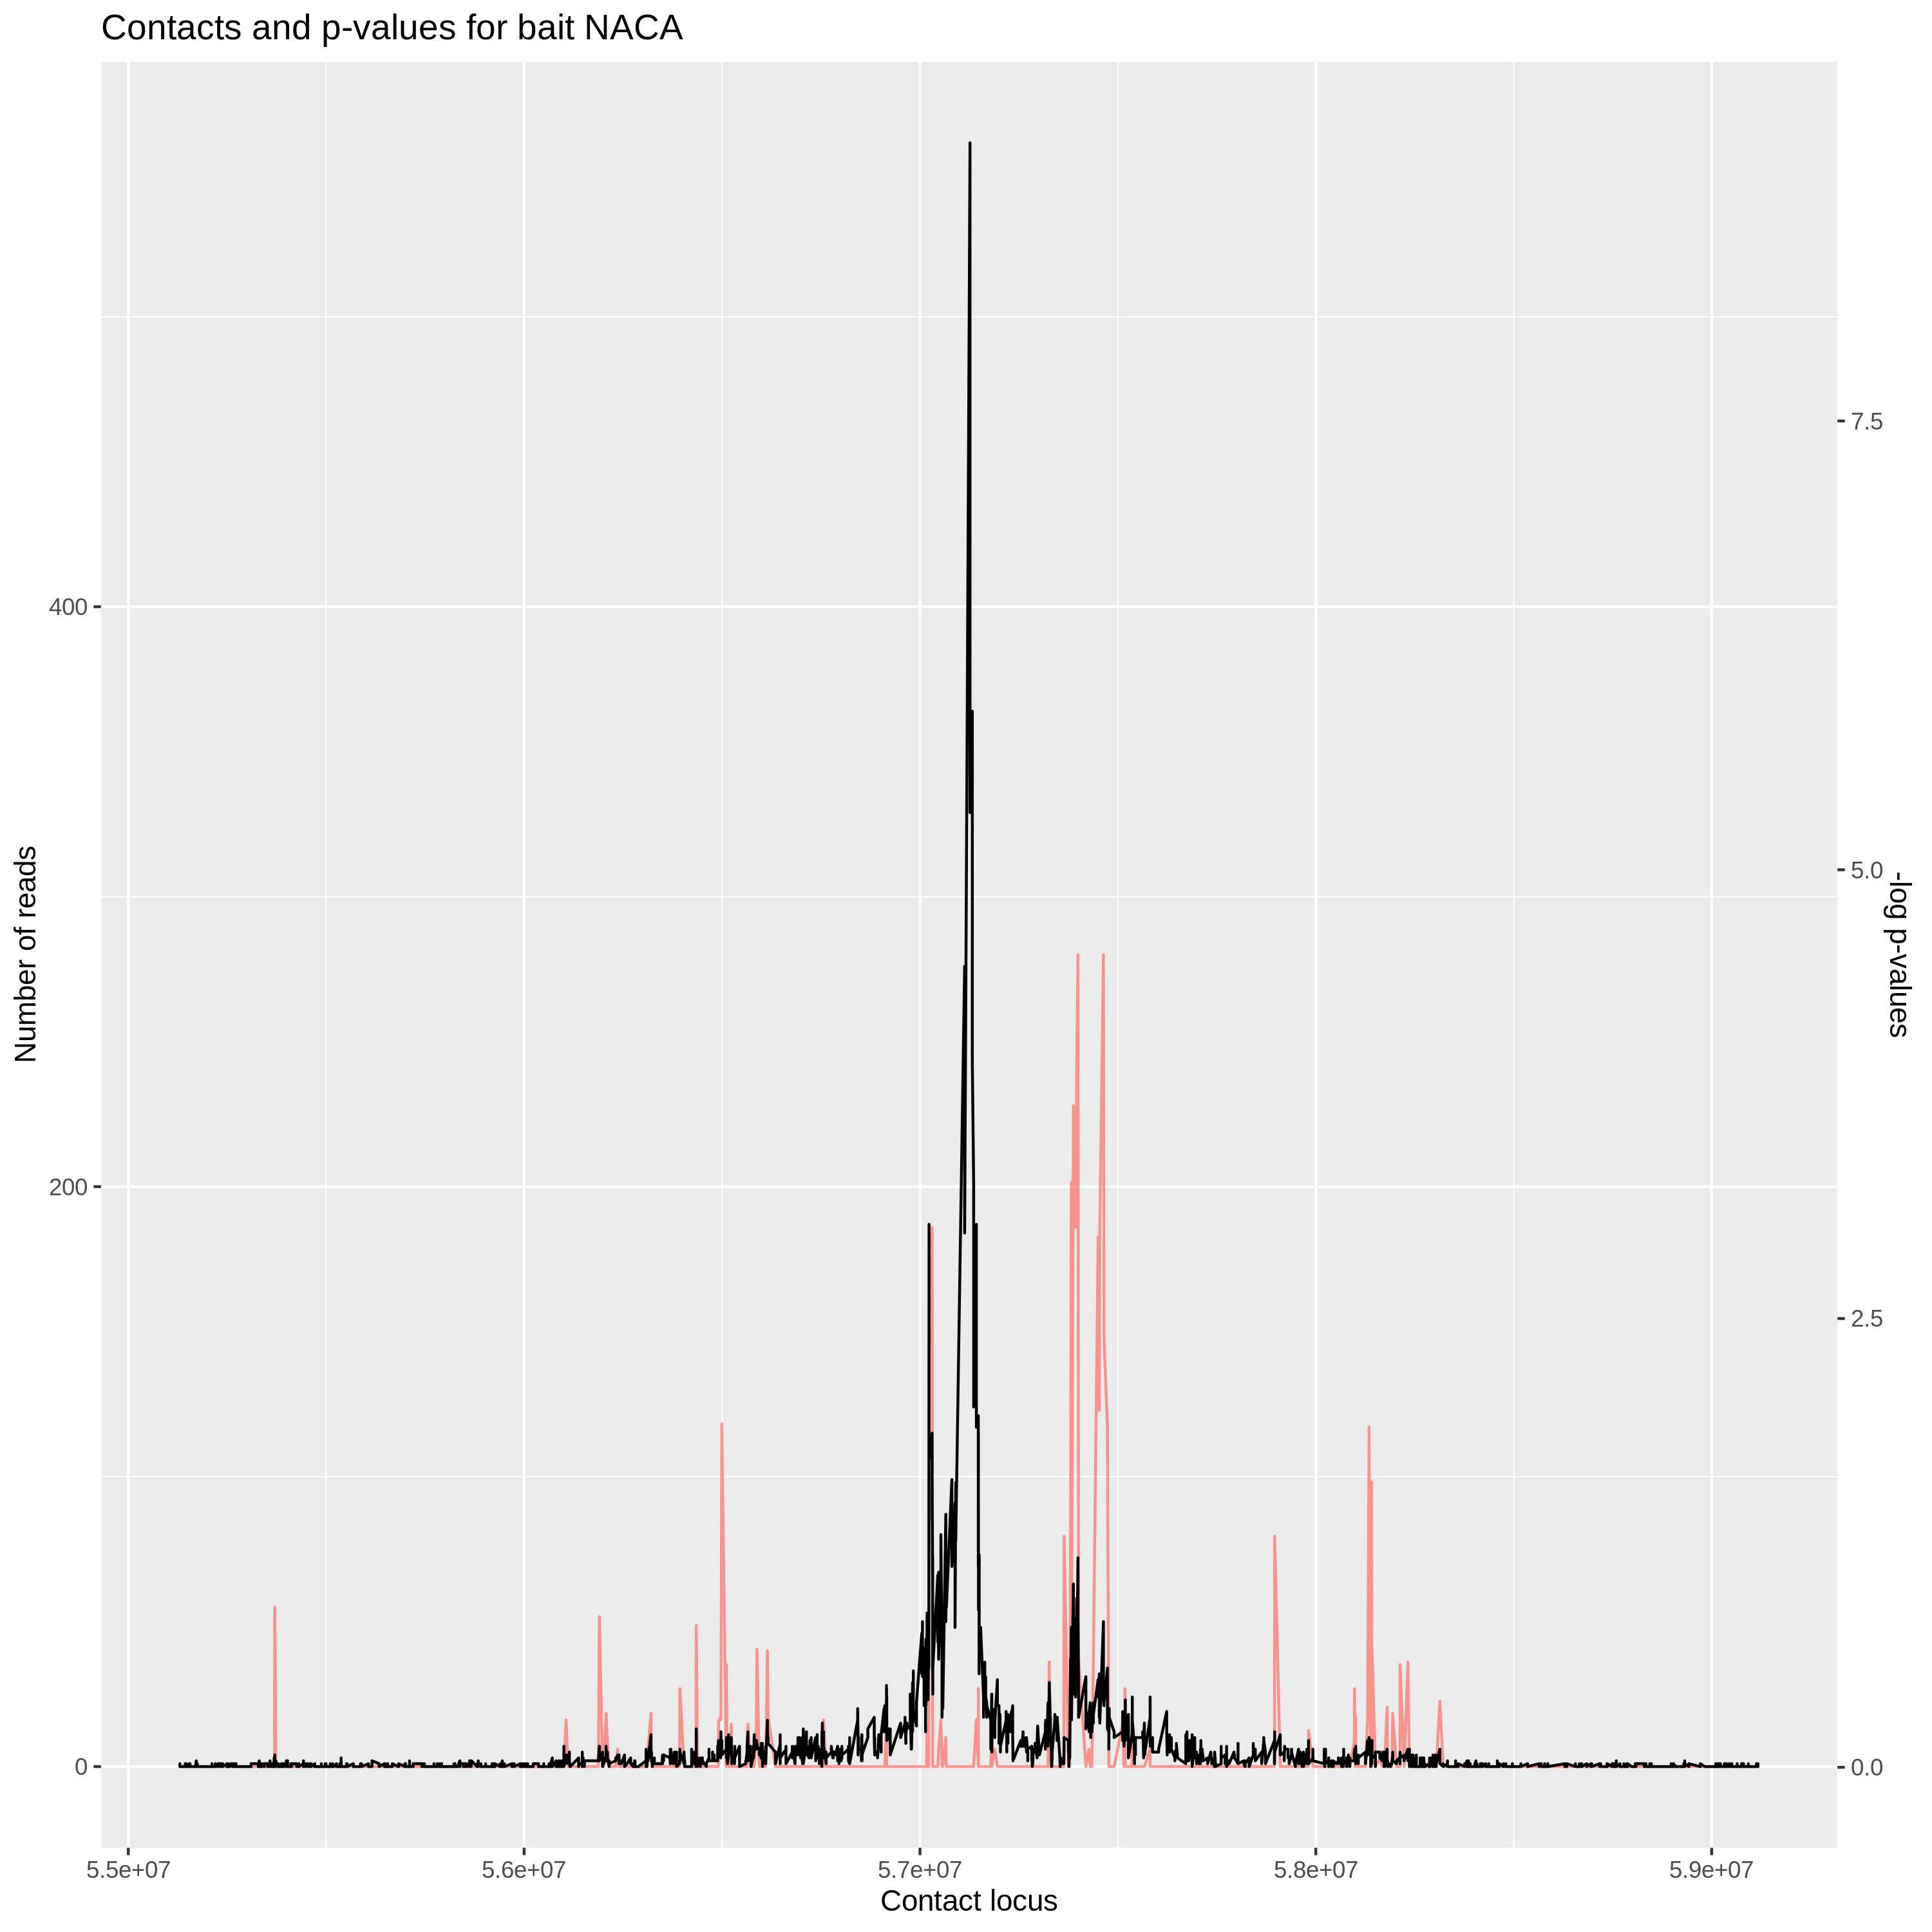 Contacts and p-values for bait NACA
400
200
0
Number of reads
7.5
5.0
2.5
0.0
-log p-values
5.5e+07 5.6e+07 5.7e+07 5.8e+07 5.9e+07
Contact locus